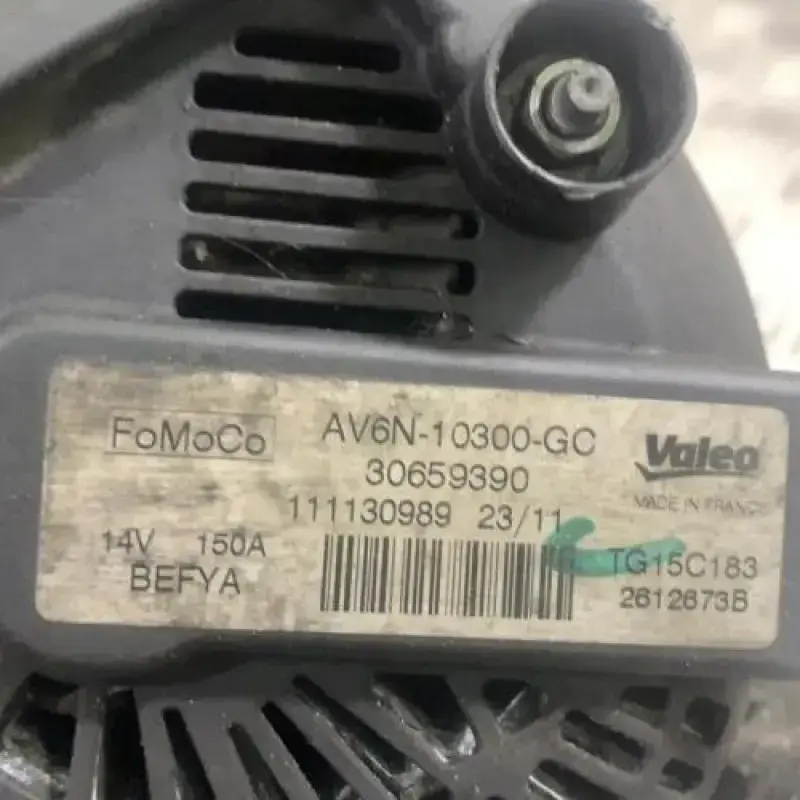 FoMoCo AV6N-10300-GC Valeo
30659390
MADE IN FRANCE
111130989 23/11
14V 150A TG15C183
BEFYA 2612673B